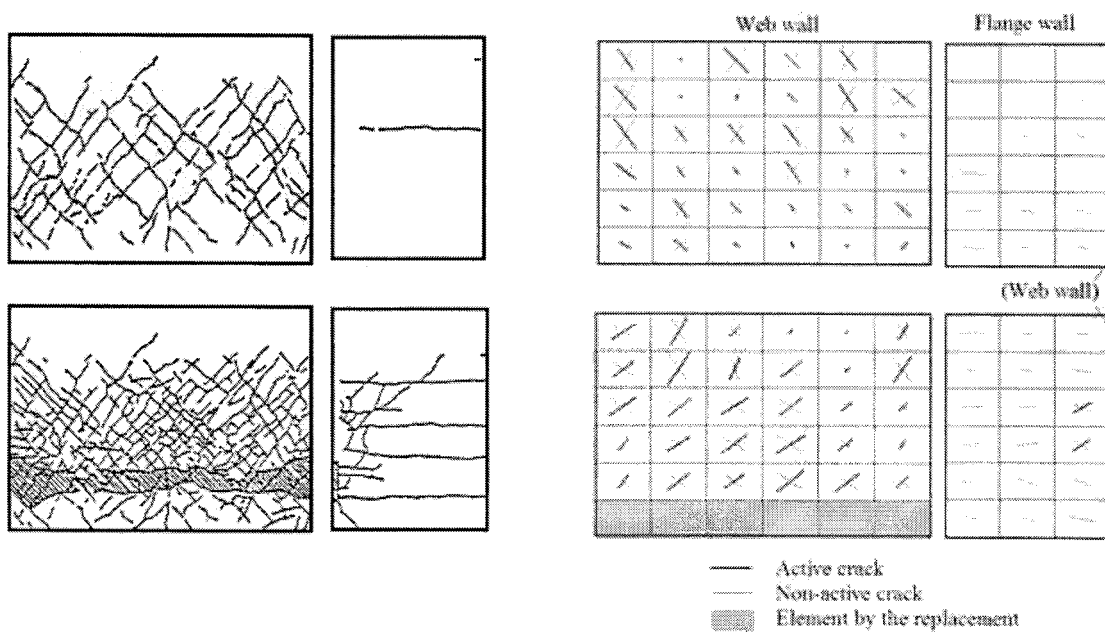 Web wall
Flange wall
(Web wall)
Active crack
Non-active crack
Element by the replacement